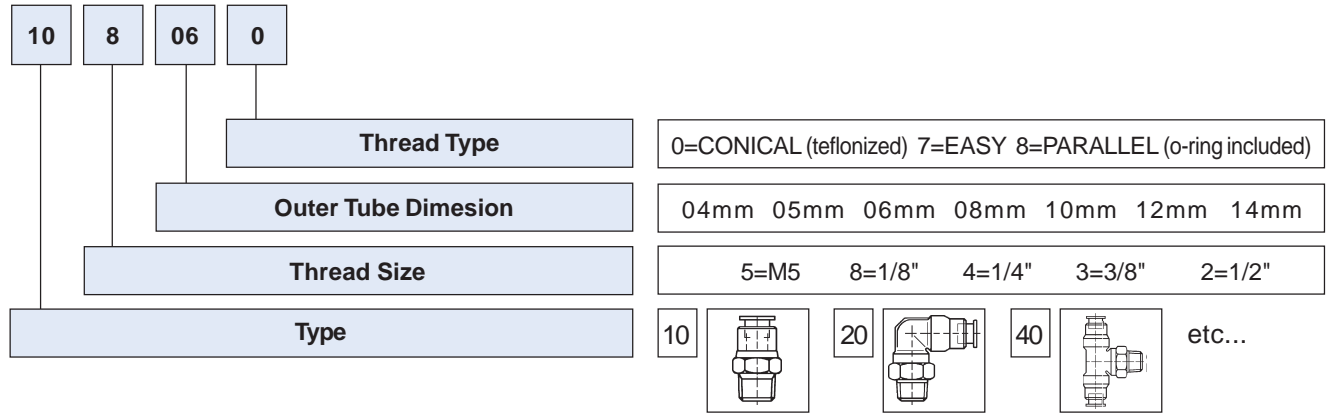 10 8 06 0
Thread Type 0=CONICAL (teflonized) 7=EASY 8=PARALLEL (o-ring included)
Outer Tube Dimesion 04mm 05mm 06mm 08mm 10mm 12mm 14mm
Thread Size 5=M5 8=1/8" 4=1/4" 3=3/8" 2=1/2"
Type 10 20 40 etc...